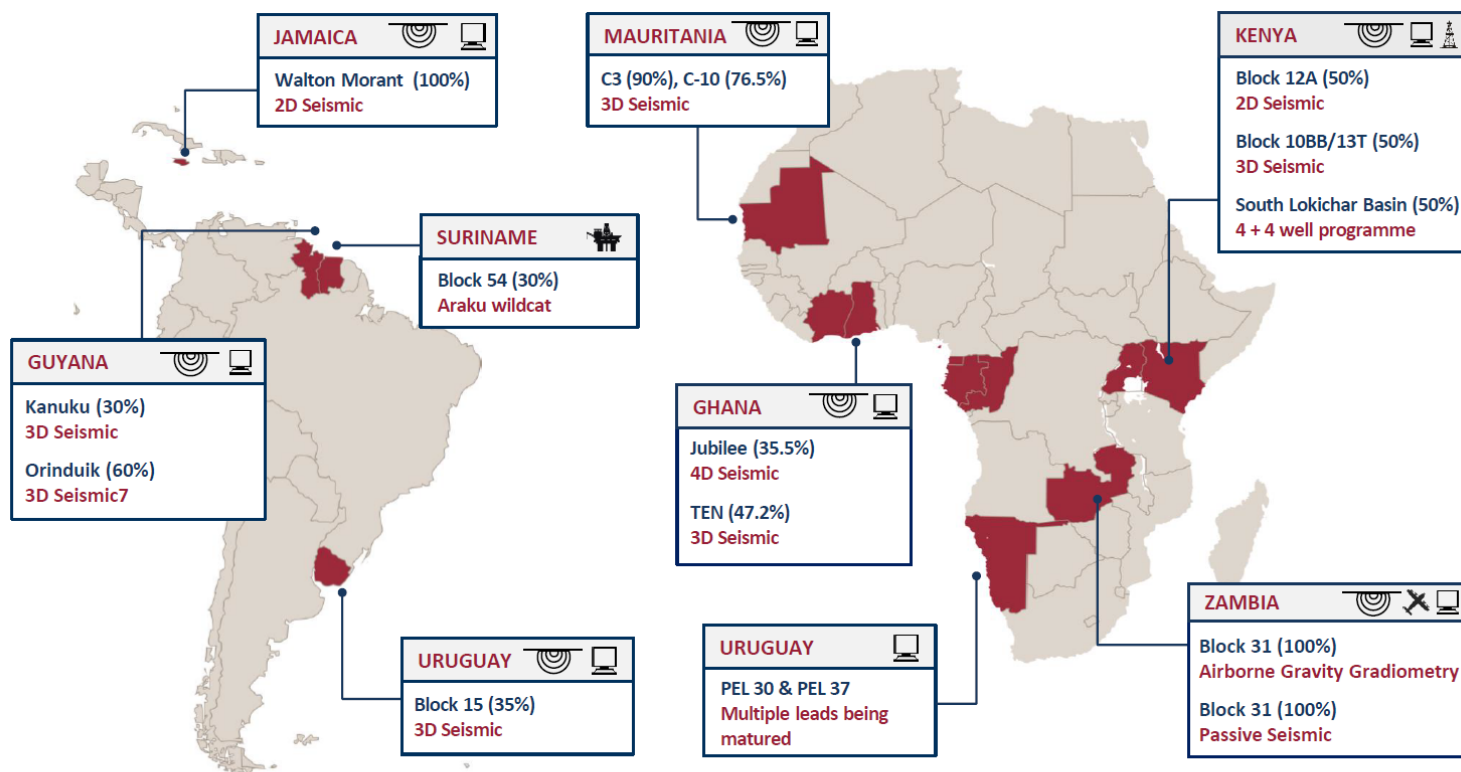 JAMAICA
Walton Morant (100%)
2D Seismic
MAURITANIA
C3 (90%), C-10 (76.5%)
3D Seismic
KENYA
Block 12A (50%)
2D Seismic
Block 10BB/13T (50%)
3D Seismic
South Lokichar Basin (50%)
4 + 4 well programme
SURINAME
Block 54 (30%)
Araku wildcat
GUYANA
Kanuku (30%)
3D Seismic
Orinduik (60%)
3D Seismic7
GHANA
Jubilee (35.5%)
4D Seismic
TEN (47.2%)
3D Seismic
URUGUAY
Block 15 (35%)
3D Seismic
URUGUAY
PEL 30 & PEL 37
Multiple leads being
matured
ZAMBIA
Block 31 (100%)
Airborne Gravity Gradiometry
Block 31 (100%)
Passive Seismic